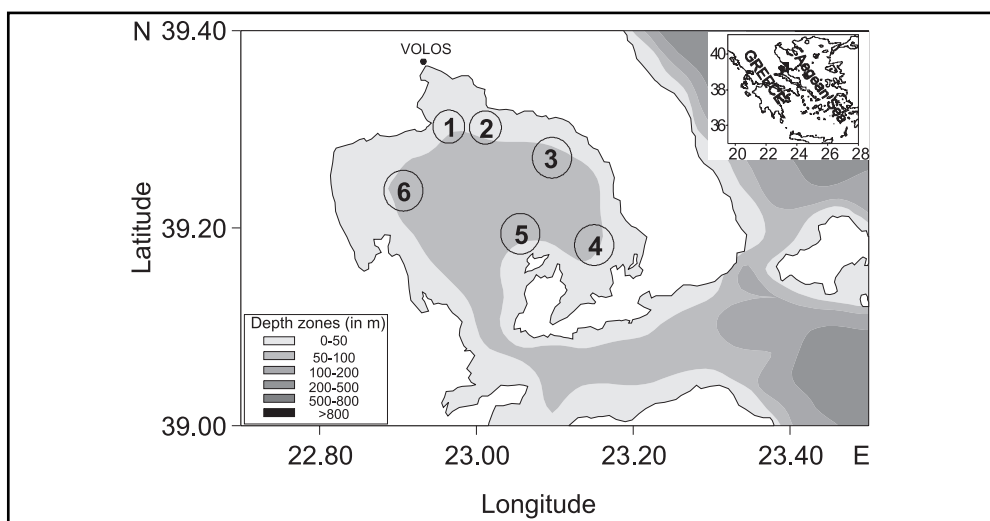 N 39.40
VOLOS
40
38
36
GREECE
Aegean Sea
20 22 24 26 28
1
2
3
6
5
4
Latitude
39.20
Depth zones (in m)
0-50
50-100
100-200
200-500
500-800
>800
39.00
22.80 23.00 23.20 23.40 E
Longitude